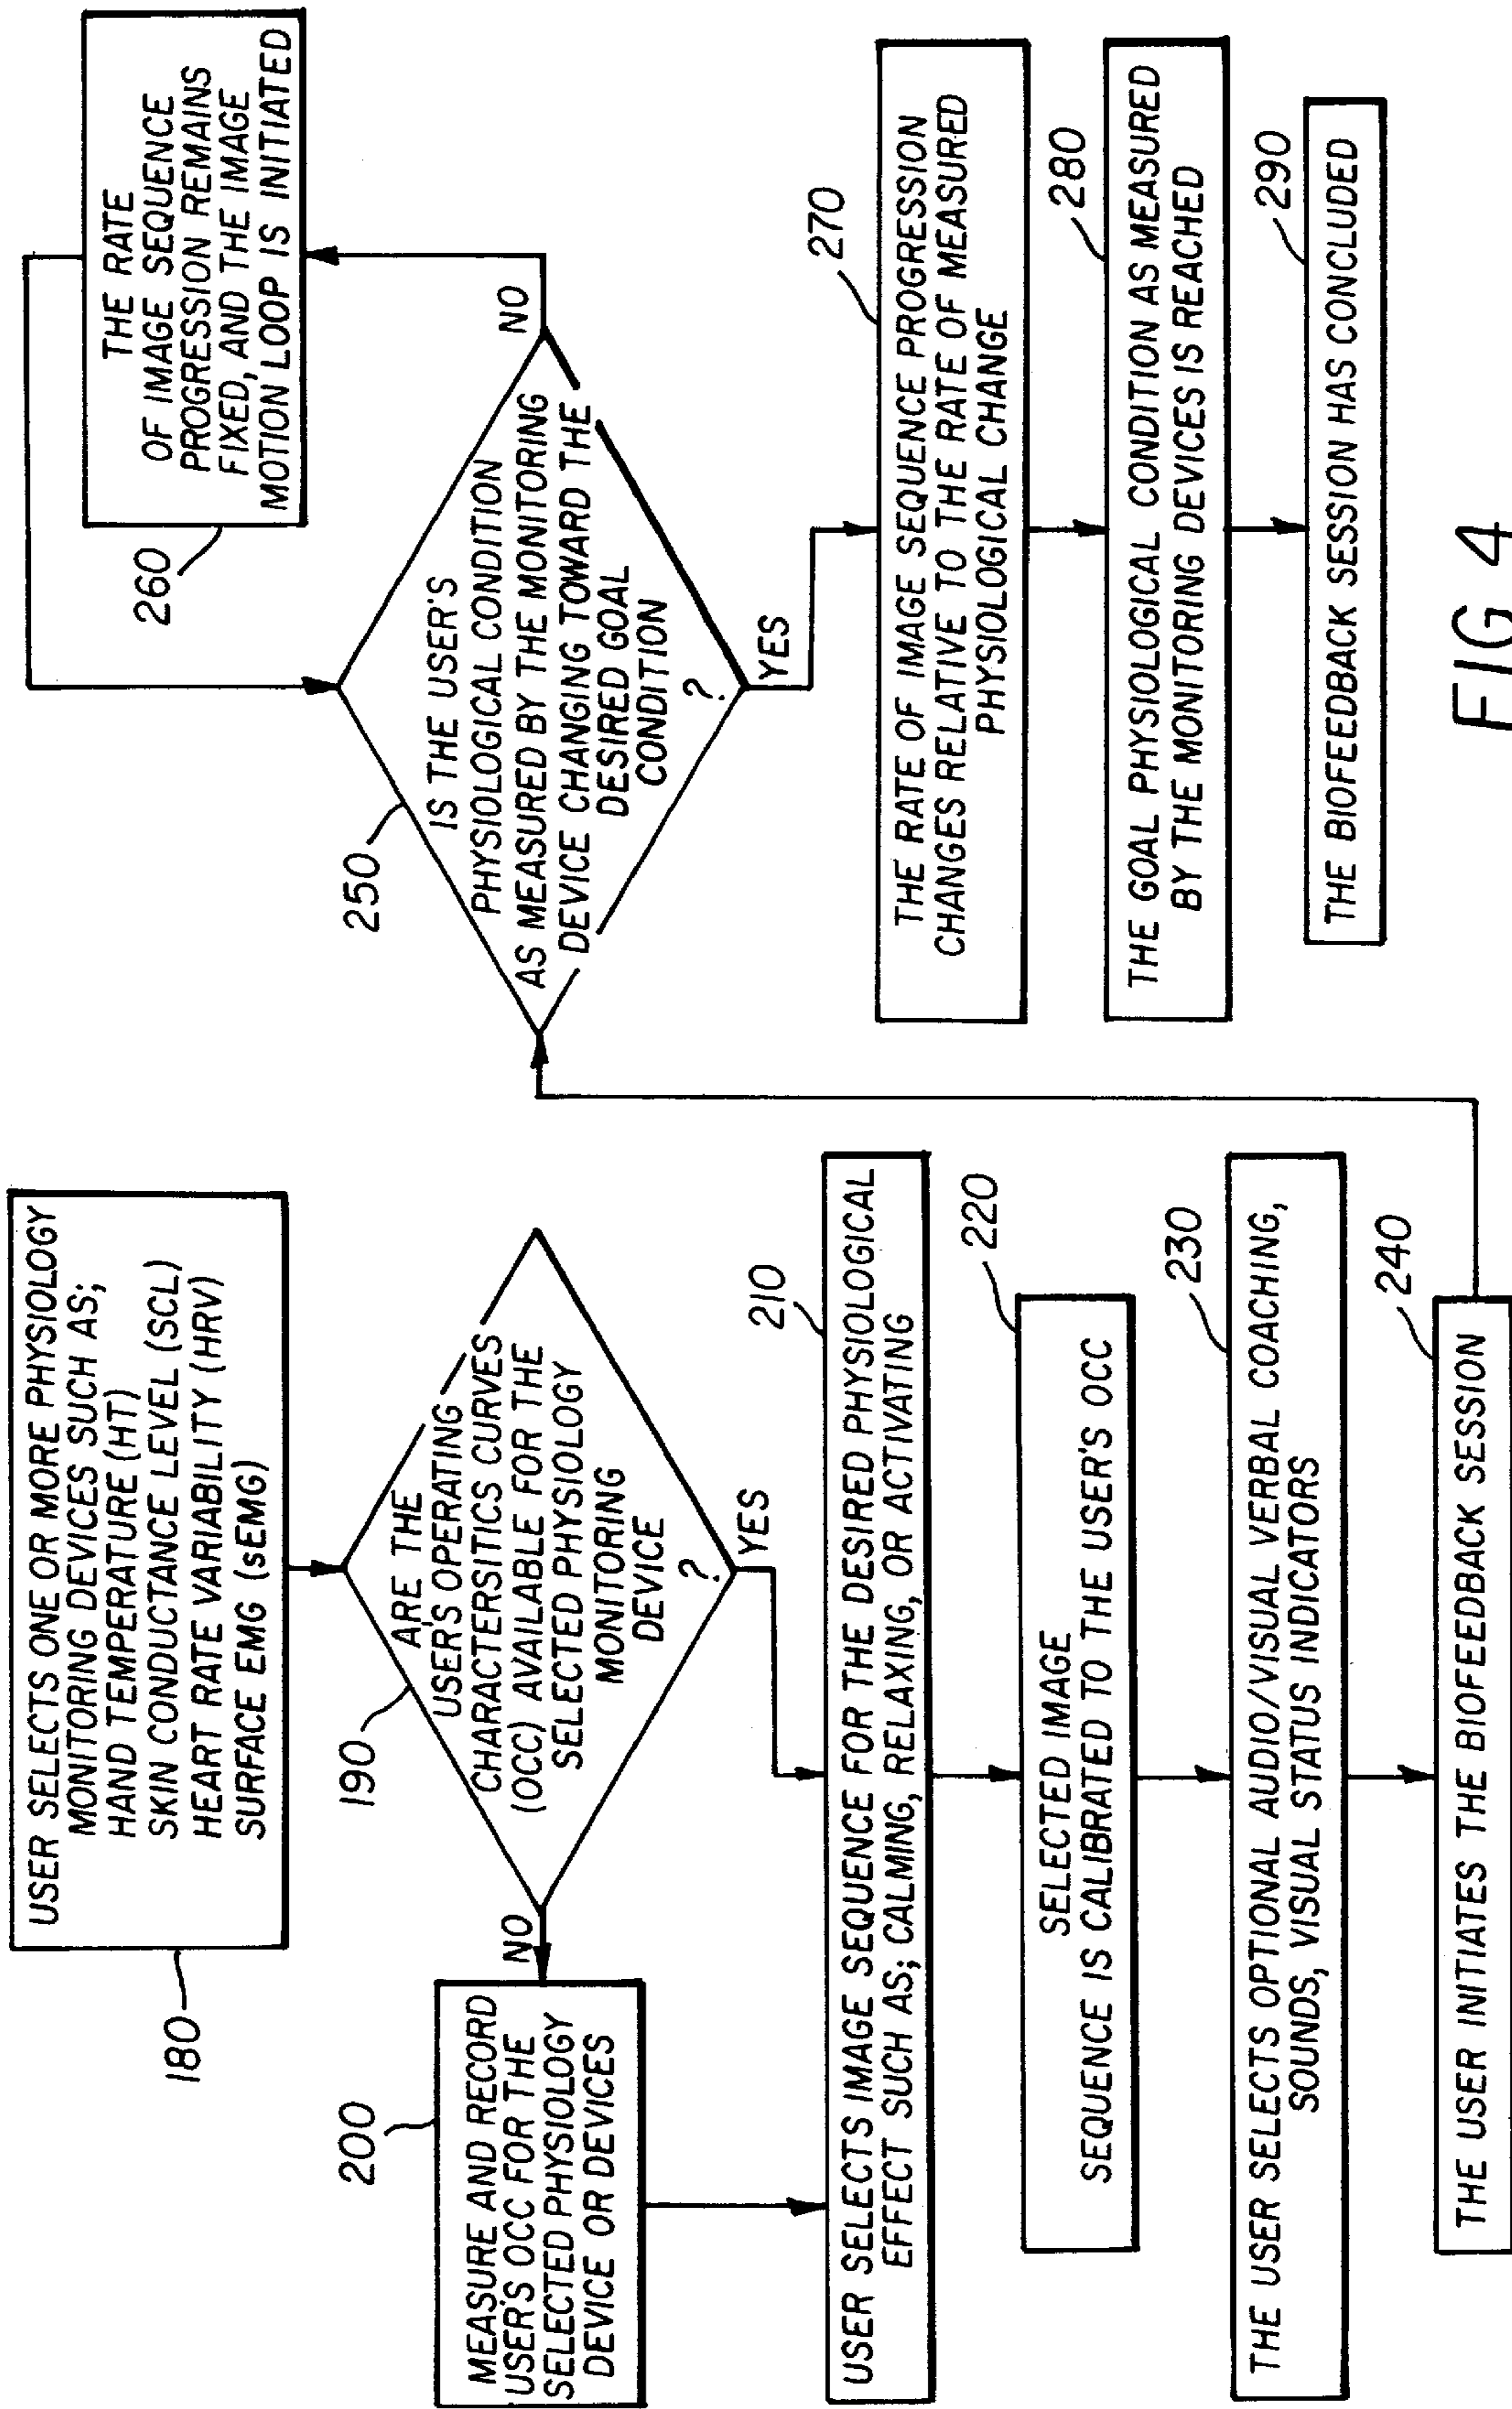 USER SELECTS ONE OR MORE PHYSIOLOGY
MONITORING DEVICES SUCH AS;
HAND TEMPERATURE (HT)
SKIN CONDUCTANCE LEVEL (SCL)
HEART RATE VARIABILITY (HRV)
SURFACE EMG (sEMG)
180
190
ARE THE
USER'S OPERATING
CHARACTERSITICS CURVES
(OCC) AVAILABLE FOR THE
SELECTED PHYSIOLOGY
MONITORING
DEVICE
?
NO
YES
200
MEASURE AND RECORD
USER'S OCC FOR THE
SELECTED PHYSIOLOGY
DEVICE OR DEVICES
210
USER SELECTS IMAGE SEQUENCE FOR THE DESIRED PHYSIOLOGICAL
EFFECT SUCH AS; CALMING, RELAXING, OR ACTIVATING
220
SELECTED IMAGE
SEQUENCE IS CALIBRATED TO THE USER'S OCC
230
THE USER SELECTS OPTIONAL AUDIO/VISUAL VERBAL COACHING,
SOUNDS, VISUAL STATUS INDICATORS
240
THE USER INITIATES THE BIOFEEDBACK SESSION
250
IS THE USER'S
PHYSIOLOGICAL CONDITION
AS MEASURED BY THE MONITORING
DEVICE CHANGING TOWARD THE
DESIRED GOAL
CONDITION
?
NO
YES
260
THE RATE
OF IMAGE SEQUENCE
PROGRESSION REMAINS
FIXED, AND THE IMAGE
MOTION LOOP IS INITIATED
270
THE RATE OF IMAGE SEQUENCE PROGRESSION
CHANGES RELATIVE TO THE RATE OF MEASURED
PHYSIOLOGICAL CHANGE
280
THE GOAL PHYSIOLOGICAL CONDITION AS MEASURED
BY THE MONITORING DEVICES IS REACHED
290
THE BIOFEEDBACK SESSION HAS CONCLUDED
FIG 4